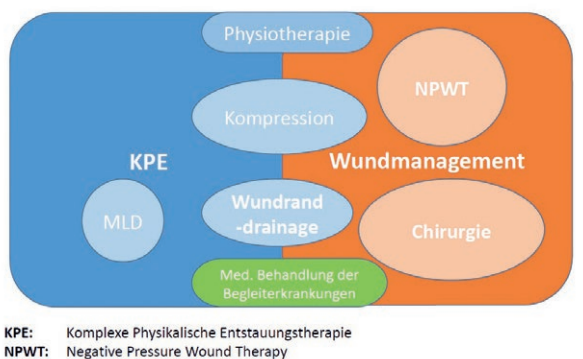 Physiotherapie
NPWT
Kompression
KPE
Wundmanagement
MLD
Wundrand
-drainage
Chirurgie
Med. Behandlung der
Begleiterkrankungen
KPE: Komplexe Physikalische Entstauungstherapie
NPWT: Negative Pressure Wound Therapy